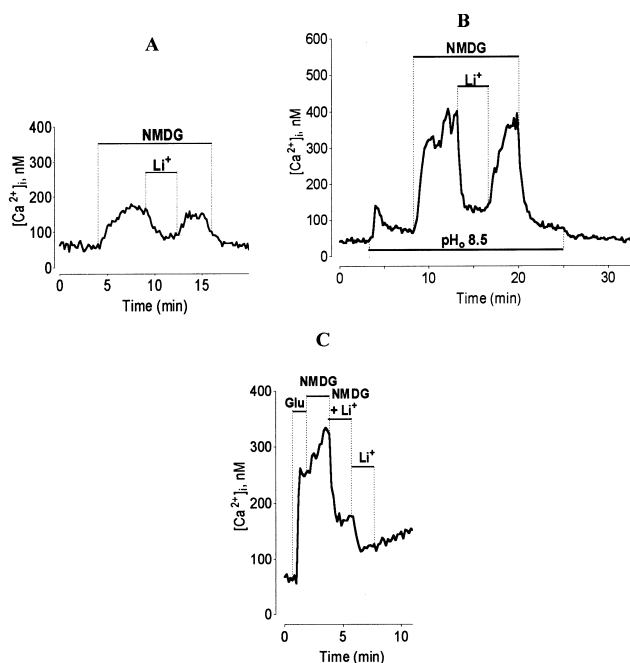 A
[Ca²⁺]ᵢ, nM
400
300
200
100
0
NMDG
Li⁺
0 5 10 15
Time (min)
B
[Ca²⁺]ᵢ, nM
600
500
400
300
200
100
0
NMDG
Li⁺
pHₒ 8.5
0 10 20 30
Time (min)
C
[Ca²⁺]ᵢ, nM
400
300
200
100
0
NMDG
Glu
NMDG
+ Li⁺
Li⁺
0 5 10
Time (min)